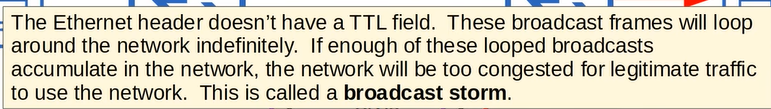 The Ethernet header doesn’t have a TTL field.  These broadcast frames will loop
around the network indefinitely.  If enough of these looped broadcasts
accumulate in the network, the network will be too congested for legitimate traffic
to use the network.  This is called a broadcast storm.